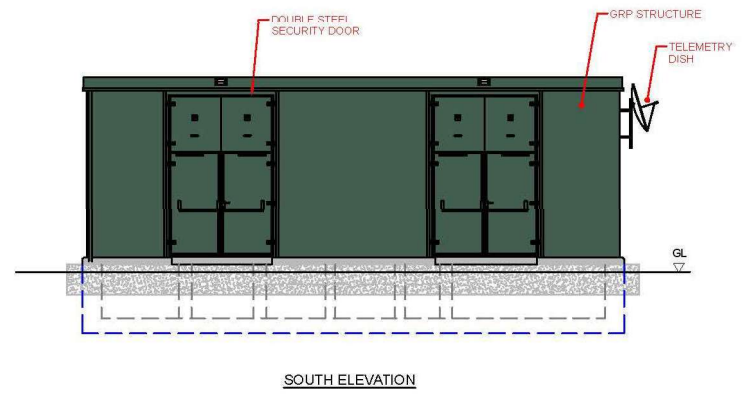 DOUBLE STEEL
SECURITY DOOR
GRP STRUCTURE
TELEMETRY
DISH
GL
SOUTH ELEVATION